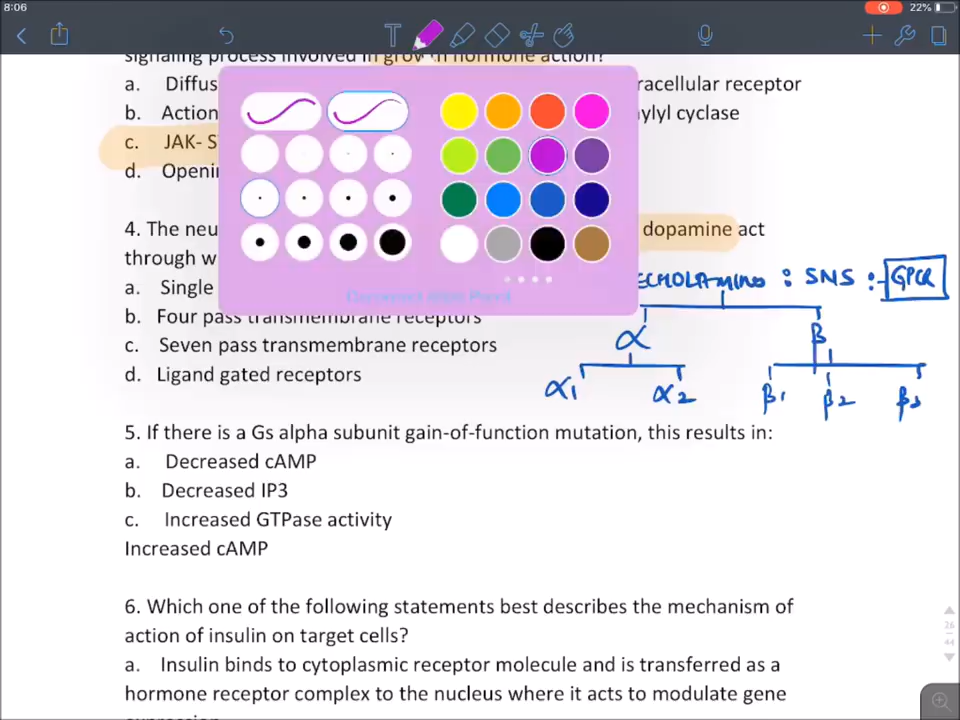 8:06
22%
T
signaling process involved in growth hormone action?
a. Diffus
racellular receptor
b. Action
ylyl cyclase
c. JAK- S
d. Openin
4. The neu
dopamine act
through w
ECHOLAMINO : SNS :- GPCR
a. Single
b. Four pass transmembrane receptors
α
β
c. Seven pass transmembrane receptors
d. Ligand gated receptors
α1 α2 β1 β2 β3
5. If there is a Gs alpha subunit gain-of-function mutation, this results in:
a. Decreased cAMP
b. Decreased IP3
c. Increased GTPase activity
Increased cAMP
6. Which one of the following statements best describes the mechanism of
action of insulin on target cells?
a. Insulin binds to cytoplasmic receptor molecule and is transferred as a
hormone receptor complex to the nucleus where it acts to modulate gene
expression
26
44